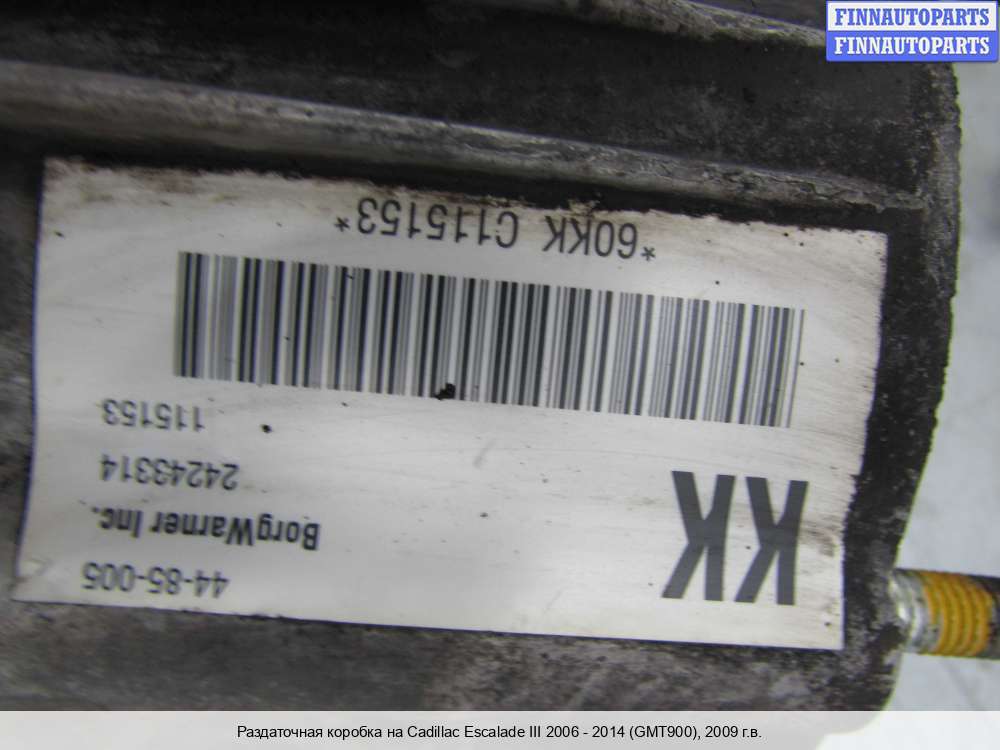 FINNAUTOPARTS
FINNAUTOPARTS
44-85-005
BorgWarner Inc.
24243314
115153
KK
*60KK C115153*
Раздаточная коробка на Cadillac Escalade III 2006 - 2014 (GMT900), 2009 г.в.